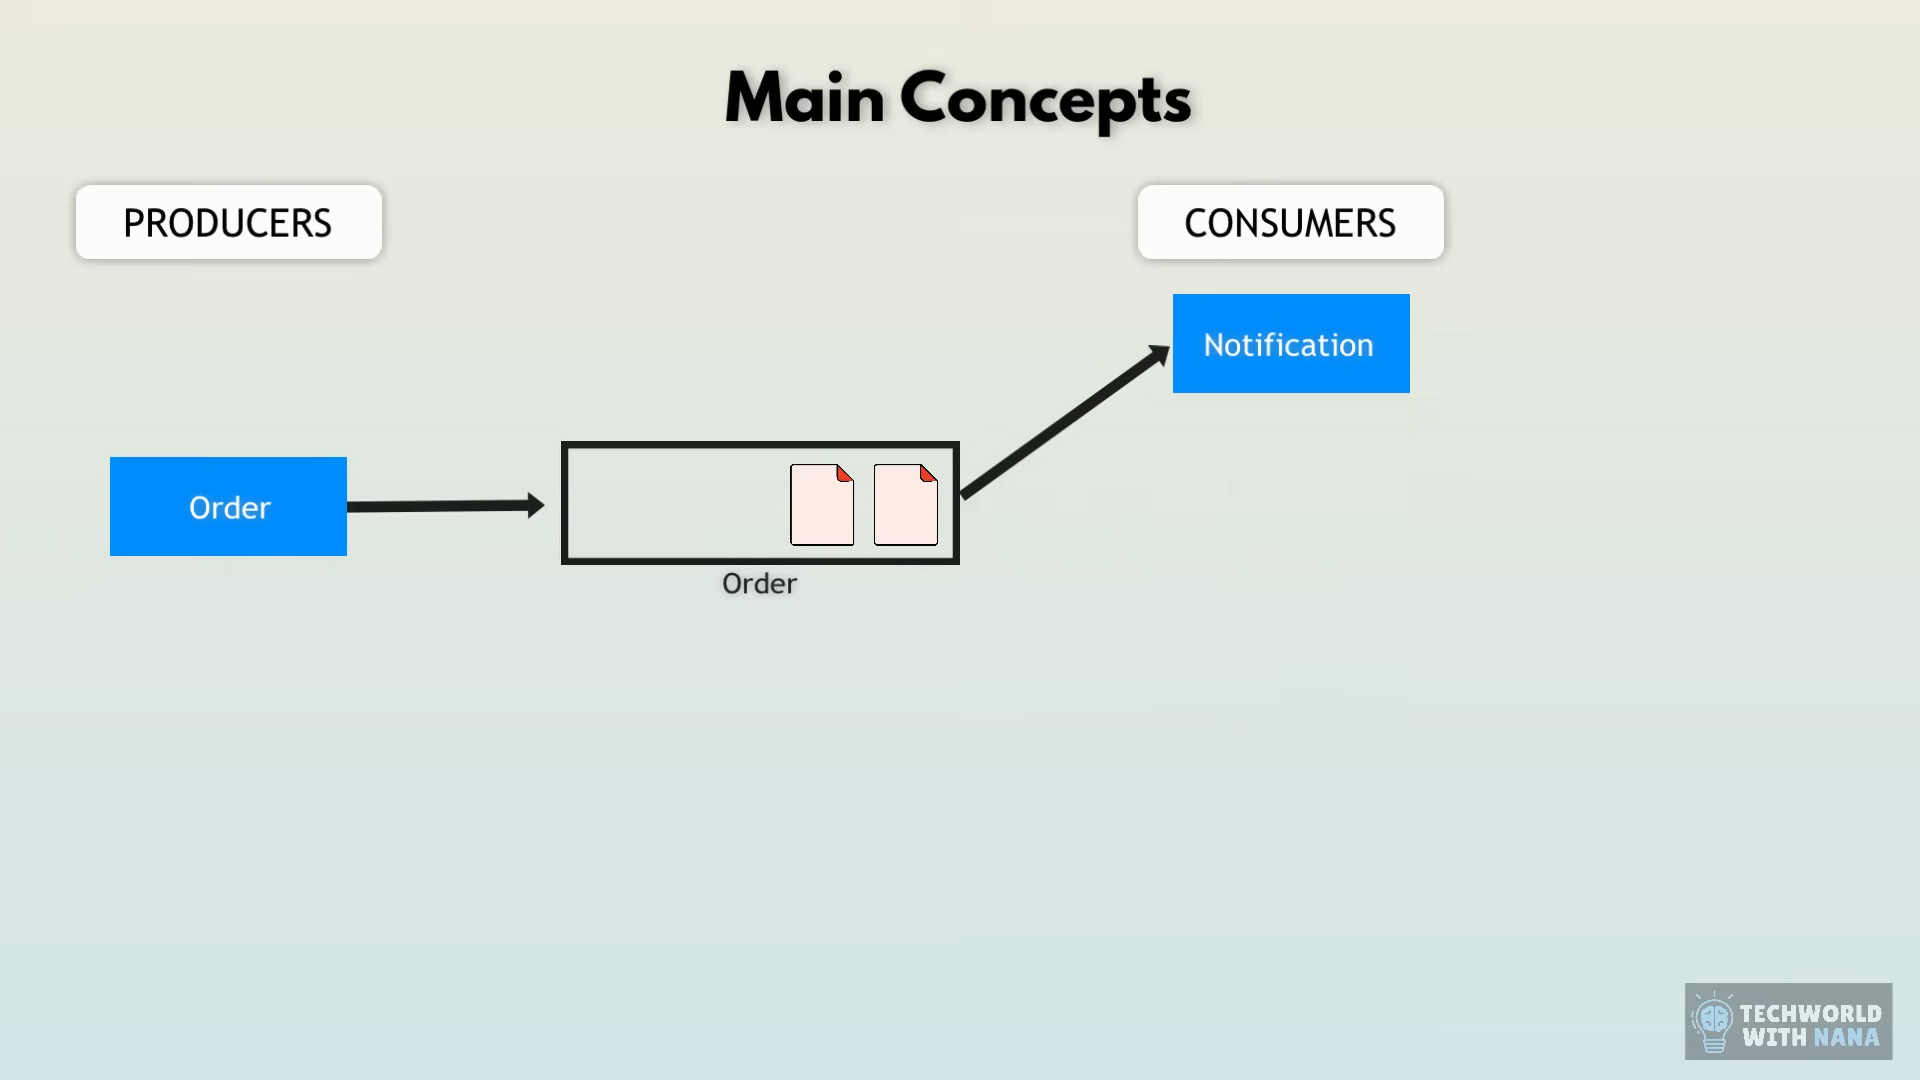 Main Concepts
PRODUCERS
CONSUMERS
Notification
Order
Order
TECHWORLD
WITH NANA